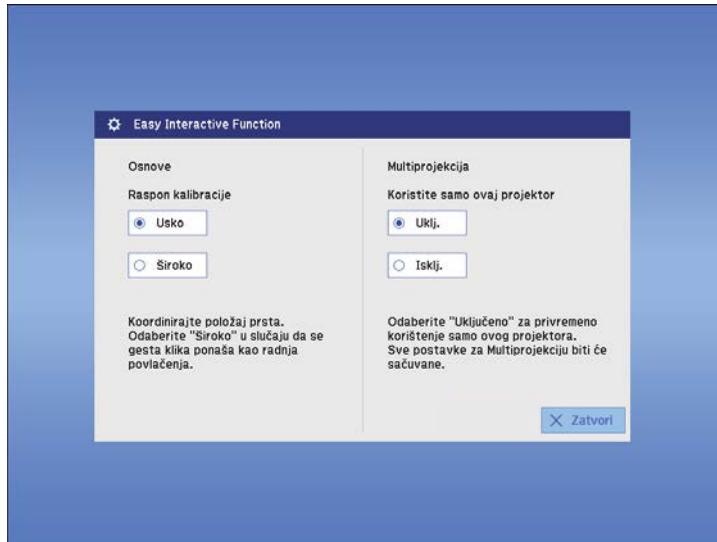 Easy Interactive Function
Osnove
Raspon kalibracije
Usko
Široko
Koordinirajte položaj prsta.
Odaberite "Široko" u slučaju da se
gesta klika ponaša kao radnja
povlačenja.
Multiprojekcija
Koristite samo ovaj projektor
Uklj.
Isklj.
Odaberite "Uključeno" za privremeno
korištenje samo ovog projektora.
Sve postavke za Multiprojekciju biti će
sačuvane.
Zatvori